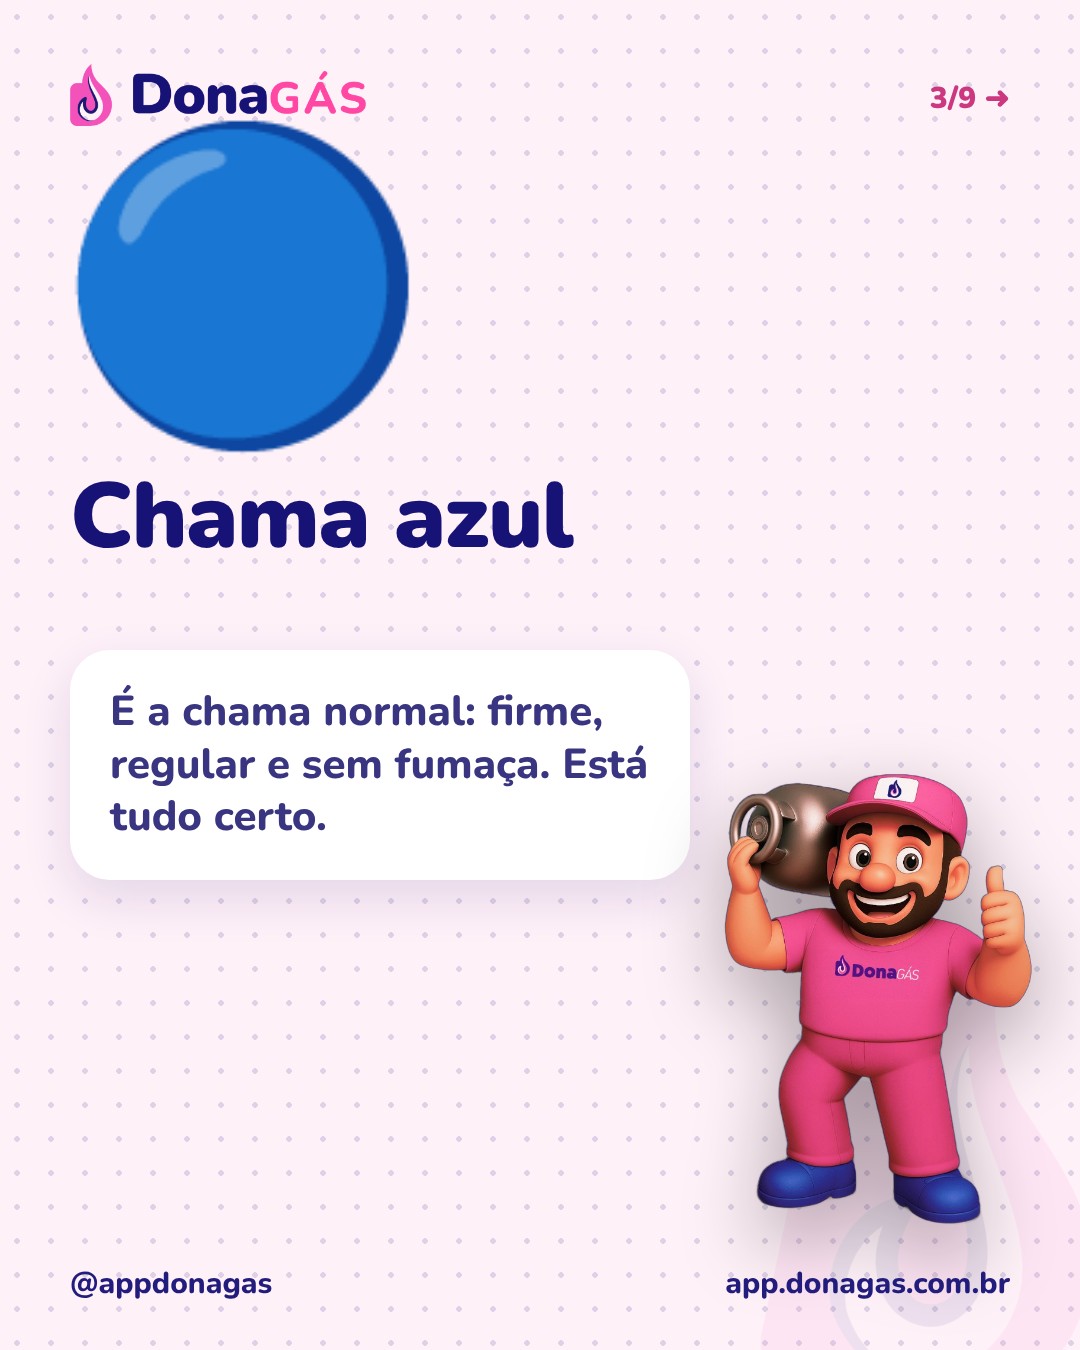 DonaGÁS
3/9 →
Chama azul
É a chama normal: firme,
regular e sem fumaça. Está
tudo certo.
DonaGÁS
@appdonagas
app.donagas.com.br